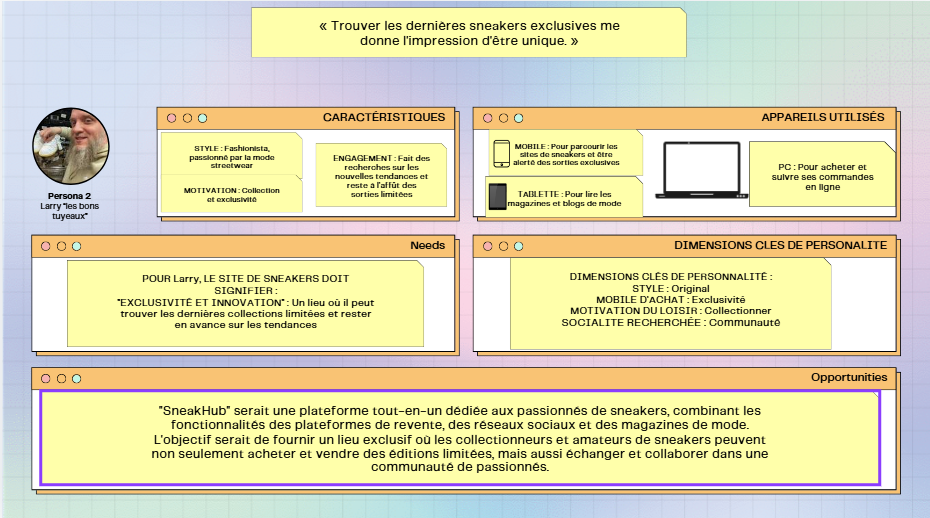 « Trouver les dernières sneakers exclusives me
donne l'impression d'être unique. »
Persona 2
Larry "les bons
tuyeaux"
CARACTÉRISTIQUES
STYLE : Fashionista,
passionné par la mode
streetwear
MOTIVATION : Collection
et exclusivité
ENGAGEMENT : Fait des
recherches sur les
nouvelles tendances et
reste à l'affût des
sorties limitées
APPAREILS UTILISÉS
MOBILE : Pour parcourir les
sites de sneakers et être
alerté des sorties exclusives
TABLETTE : Pour lire les
magazines et blogs de mode
PC : Pour acheter et
suivre ses commandes
en ligne
Needs
POUR Larry, LE SITE DE SNEAKERS DOIT
SIGNIFIER :
"EXCLUSIVITÉ ET INNOVATION" : Un lieu où il peut
trouver les dernières collections limitées et rester
en avance sur les tendances
DIMENSIONS CLES DE PERSONALITE
DIMENSIONS CLÉS DE PERSONNALITÉ :
STYLE : Original
MOBILE D'ACHAT : Exclusivité
MOTIVATION DU LOISIR : Collectionner
SOCIALITE RECHERCHÉE : Communauté
Opportunities
"SneakHub" serait une plateforme tout-en-un dédiée aux passionnés de sneakers, combinant les
fonctionnalités des plateformes de revente, des réseaux sociaux et des magazines de mode.
L'objectif serait de fournir un lieu exclusif où les collectionneurs et amateurs de sneakers peuvent
non seulement acheter et vendre des éditions limitées, mais aussi échanger et collaborer dans une
communauté de passionnés.